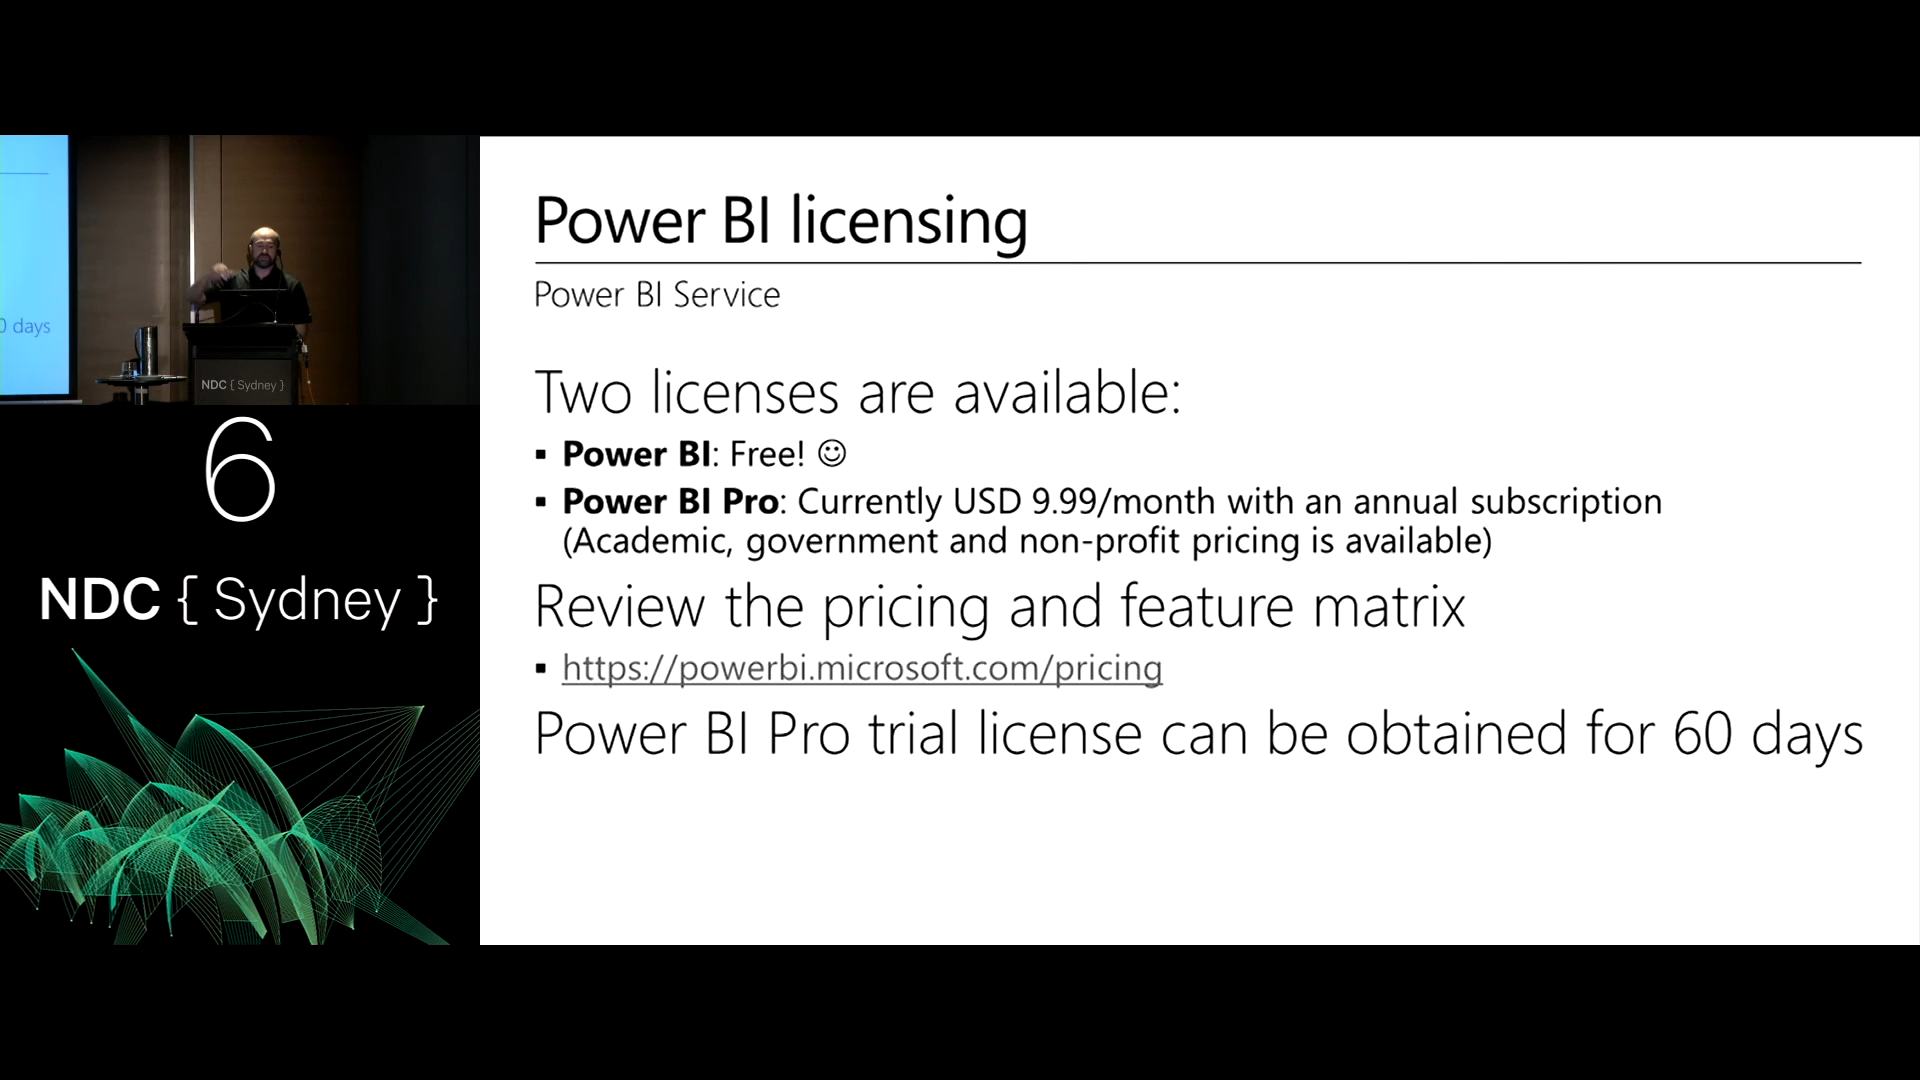 0 days
NDC { Sydney }
6
NDC { Sydney }
Power BI licensing
Power BI Service
Two licenses are available:
▪ Power BI: Free! ☺
▪ Power BI Pro: Currently USD 9.99/month with an annual subscription
(Academic, government and non-profit pricing is available)
Review the pricing and feature matrix
▪ https://powerbi.microsoft.com/pricing
Power BI Pro trial license can be obtained for 60 days